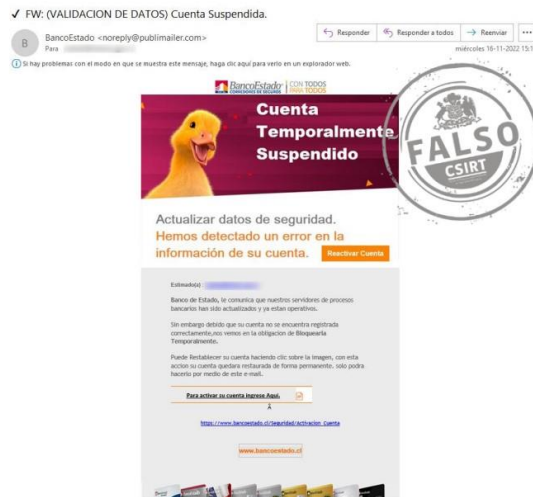 ✓ FW: (VALIDACION DE DATOS) Cuenta Suspendida.
B
BancoEstado <noreply@publimailer.com>
Para
Responder
Responder a todos
Reenviar
miércoles 16-11-2022 15:1
Si hay problemas con el modo en que se muestra este mensaje, haga clic aquí para verlo en un explorador web.
BancoEstado
CORREDORES DE SEGUROS
CON TODOS
PARA TODOS
Cuenta
Temporalmente
Suspendido
FALSO
CSIRT
Actualizar datos de seguridad.
Hemos detectado un error en la
información de su cuenta.
Reactivar Cuenta
Estimado(a)
Banco de Estado, le comunica que nuestros servidores de procesos
bancarios han sido actualizados y ya estan operativos.
Sin embargo debido que su cuenta no se encuentra registrada
correctamente,nos vemos en la obligacion de Bloquearla
Temporalmente.
Puede Restablecer su cuenta haciendo clic sobre la imagen, con esta
accion su cuenta quedara restaurada de forma permanente. solo podra
hacerlo por medio de este e-mail.
Para activar su cuenta ingrese Aquí.
https://www.bancoestado.cl/Seguridad/Activacion_Cuenta
www.bancoestado.cl